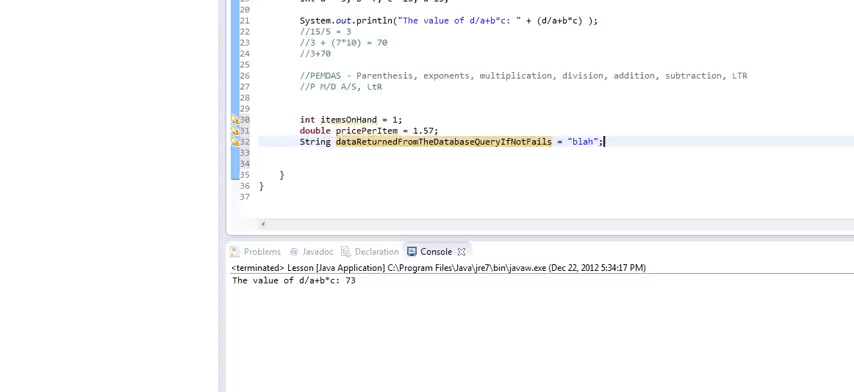 20
21 System.out.println("The value of d/a+b*c: " + (d/a+b*c) );
22 //15/5 = 3
23 //3 + (7*10) = 70
24 //3+70
25
26 //PEMDAS - Parenthesis, exponents, multiplication, division, addition, subtraction, LTR
27 //P M/D A/S, LtR
28
29
30 int itemsOnHand = 1;
31 double pricePerItem = 1.57;
32 String dataReturnedFromTheDatabaseQueryIfNotFails = "blah";
33
34
35 }
36 }
37
Problems @ Javadoc Declaration Console
<terminated> Lesson [Java Application] C:\Program Files\Java\jre7\bin\javaw.exe (Dec 22, 2012 5:34:17 PM)
The value of d/a+b*c: 73